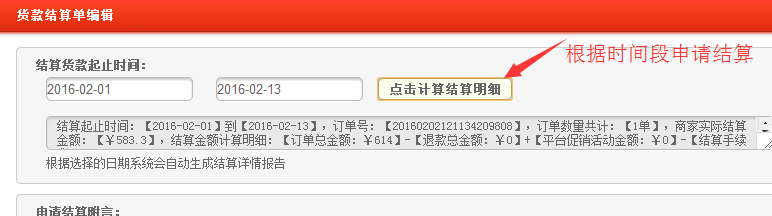 货款结算单编辑
结算货款起止时间：
2016-02-01
2016-02-13
点击计算结算明细
根据时间段申请结算
结算起止时间：【2016-02-01】到【2016-02-13】，订单号：【20160202121134209808】，订单数量共计：【1单】，商家实际结算
金额：【￥583.3】，结算金额计算明细：【订单总金额：￥614】-【退款总金额：￥0】+【平台促销活动金额：￥0】-【结算手续
根据选择的日期系统会自动生成结算详情报告
申请结算附言：